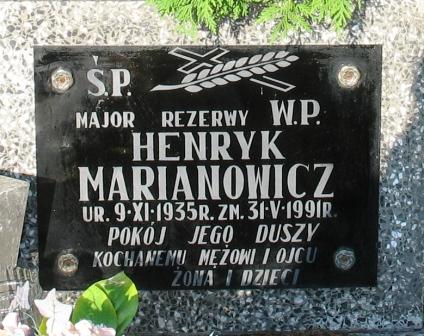 Ś.P.
MAJOR REZERWY W.P.
HENRYK
MARIANOWICZ
UR. 9·XI·1935R. ZM. 31·V·1991R.
POKÓJ JEGO DUSZY
KOCHANEMU MĘŻOWI I OJCU
ŻONA I DZIECI